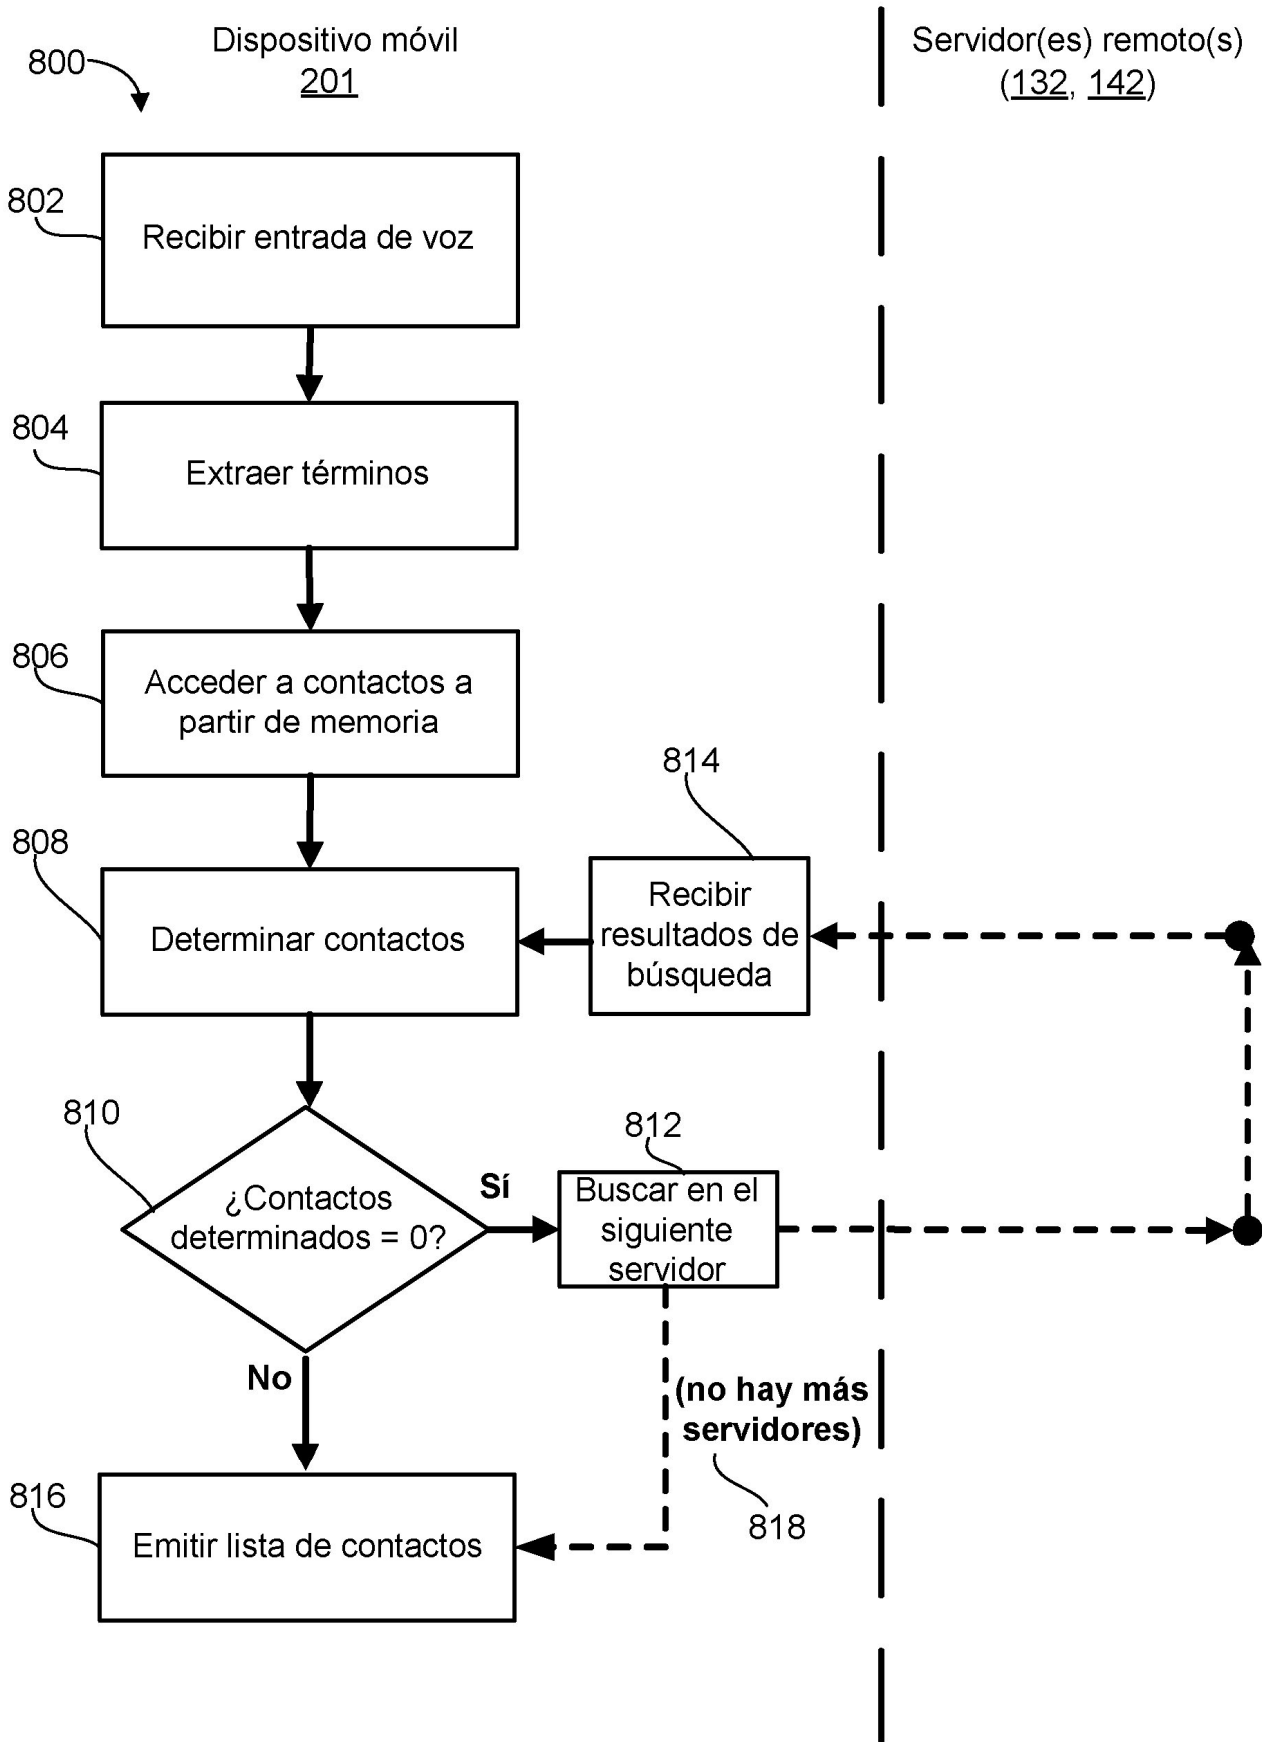 800
Dispositivo móvil
201
Servidor(es) remoto(s)
(132, 142)
802
Recibir entrada de voz
804
Extraer términos
806
Acceder a contactos a
partir de memoria
814
808
Determinar contactos
Recibir
resultados de
búsqueda
810
¿Contactos
determinados = 0?
Sí
812
Buscar en el
siguiente
servidor
No
(no hay más
servidores)
818
816
Emitir lista de contactos